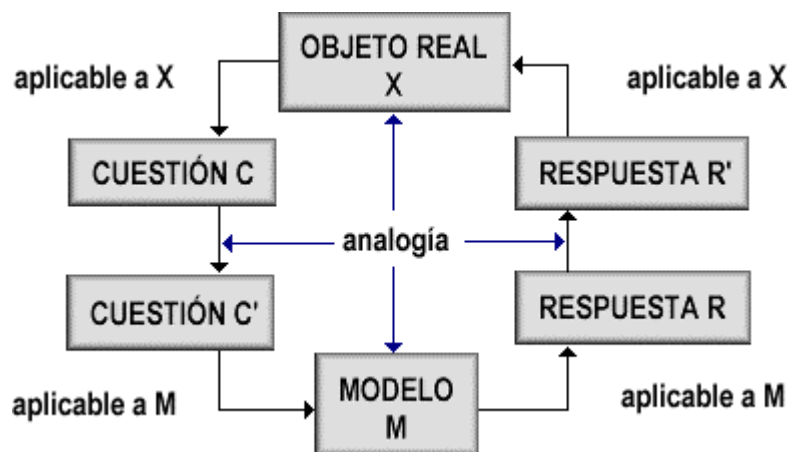 OBJETO REAL
X
aplicable a X
aplicable a X
CUESTIÓN C
RESPUESTA R'
analogía
CUESTIÓN C'
RESPUESTA R
MODELO
M
aplicable a M
aplicable a M